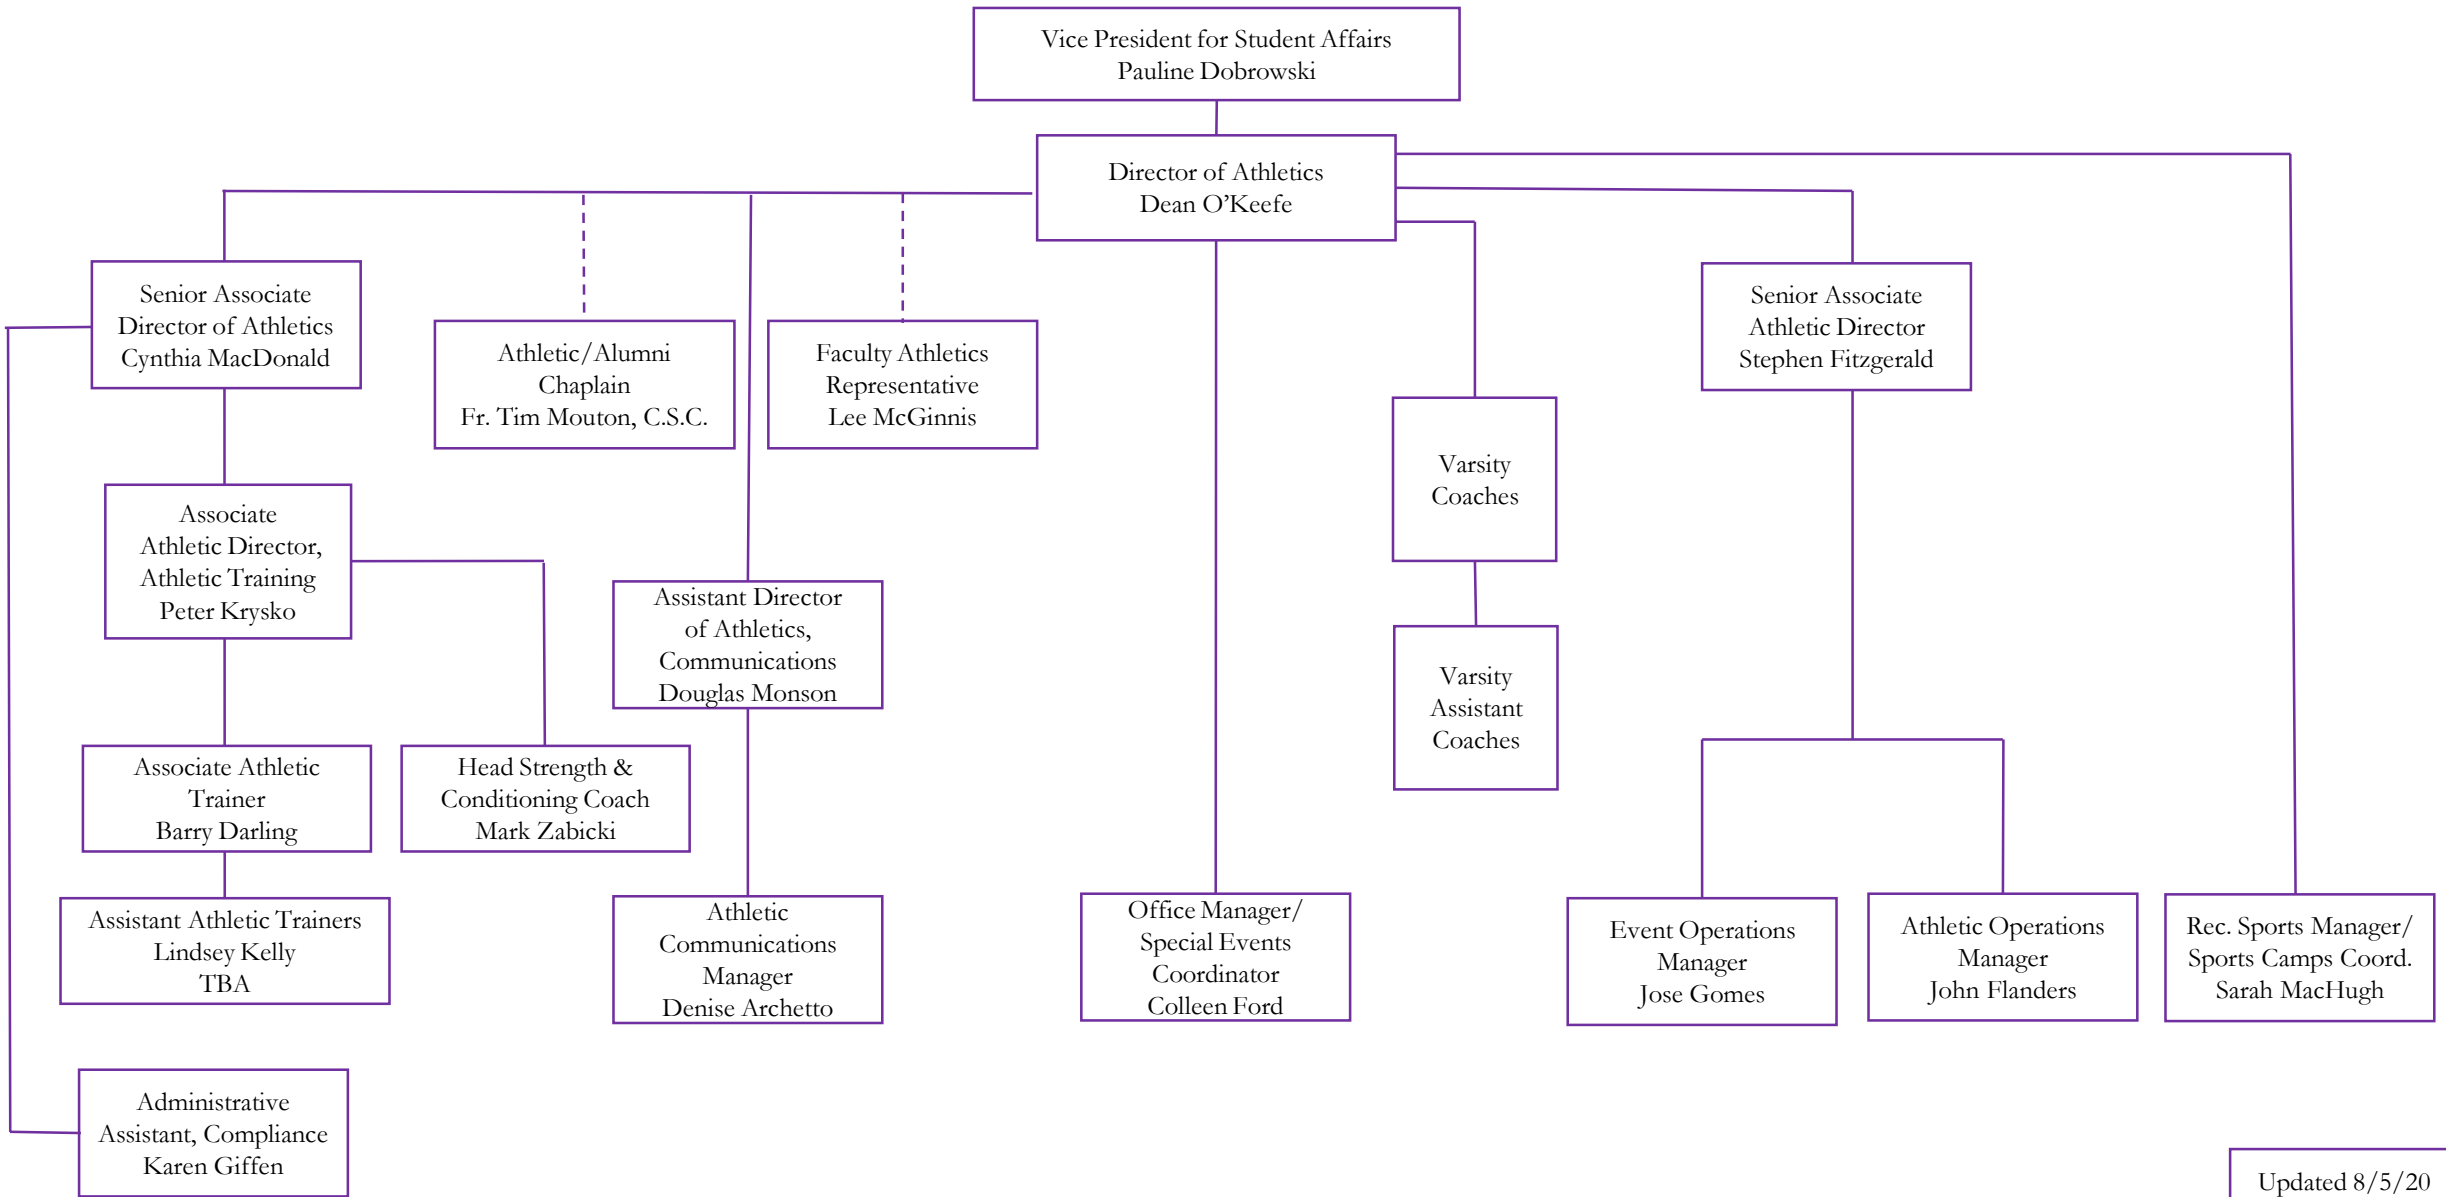 Vice President for Student Affairs
Pauline Dobrowski
Director of Athletics
Dean O’Keefe
Senior Associate
Director of Athletics
Cynthia MacDonald
Athletic/Alumni
Chaplain
Fr. Tim Mouton, C.S.C.
Faculty Athletics
Representative
Lee McGinnis
Senior Associate
Athletic Director
Stephen Fitzgerald
Varsity
Coaches
Associate
Athletic Director,
Athletic Training
Peter Krysko
Assistant Director
of Athletics,
Communications
Douglas Monson
Varsity
Assistant
Coaches
Associate Athletic
Trainer
Barry Darling
Head Strength &
Conditioning Coach
Mark Zabicki
Assistant Athletic Trainers
Lindsey Kelly
TBA
Athletic
Communications
Manager
Denise Archetto
Office Manager/
Special Events
Coordinator
Colleen Ford
Event Operations
Manager
Jose Gomes
Athletic Operations
Manager
John Flanders
Rec. Sports Manager/
Sports Camps Coord.
Sarah MacHugh
Administrative
Assistant, Compliance
Karen Giffen
Updated 8/5/20